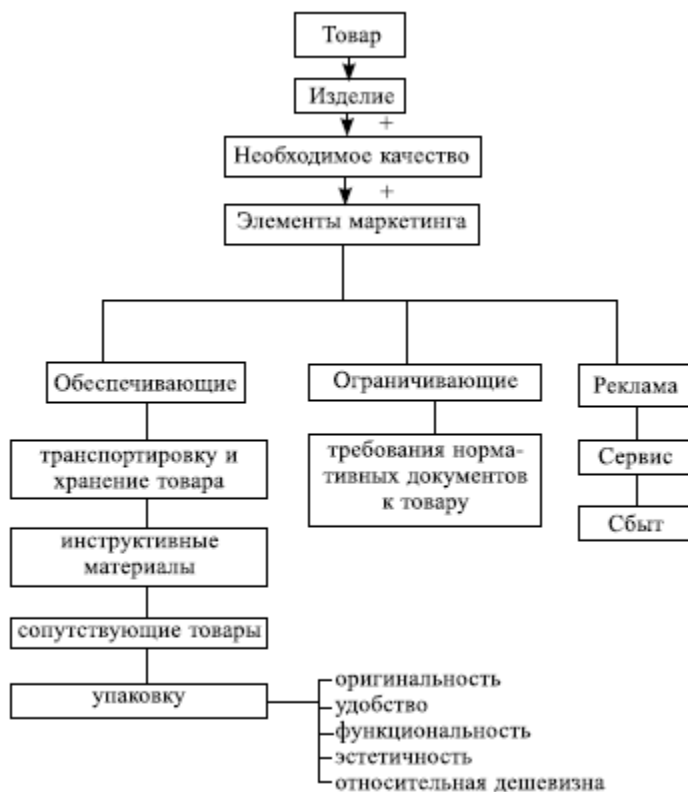 Товар
Изделие
+
Необходимое качество
+
Элементы маркетинга
Обеспечивающие
транспортировку и
хранение товара
инструктивные
материалы
сопутствующие товары
упаковку
оригинальность
удобство
функциональность
эстетичность
относительная дешевизна
Ограничивающие
требования норма-
тивных документов
к товару
Реклама
Сервис
Сбыт